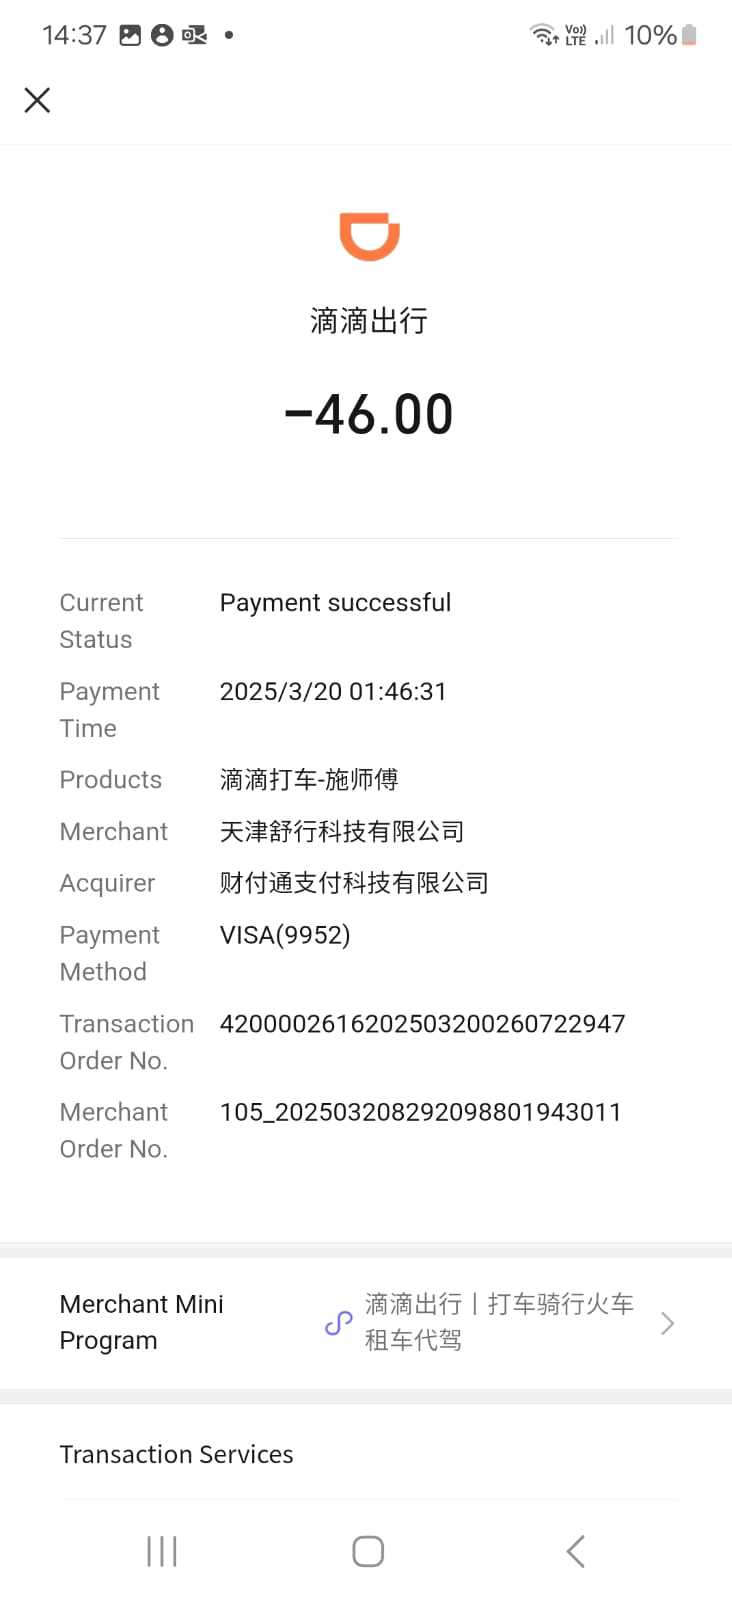 14:37
Vo)) LTE 10%
滴滴出行
-46.00
Current Status
Payment successful
Payment Time
2025/3/20 01:46:31
Products
滴滴打车-施师傅
Merchant
天津舒行科技有限公司
Acquirer
财付通支付科技有限公司
Payment Method
VISA(9952)
Transaction Order No.
4200002616202503200260722947
Merchant Order No.
105_202503208292098801943011
Merchant Mini Program
滴滴出行丨打车骑行火车
租车代驾
Transaction Services